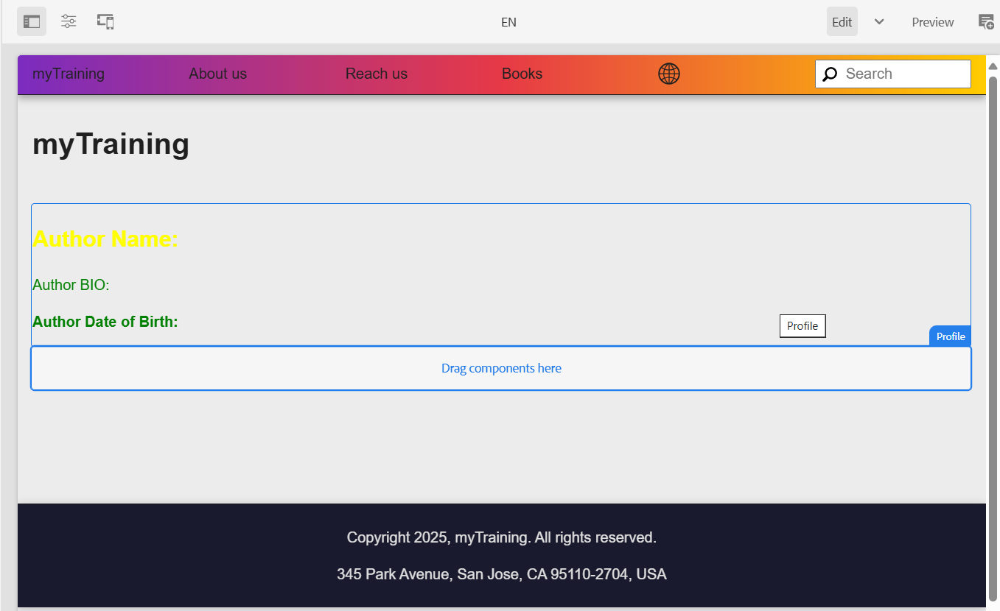 EN
Edit
Preview
myTraining
About us
Reach us
Books
Search
myTraining
Author Name:
Author BIO:
Author Date of Birth:
Profile
Profile
Drag components here
Copyright 2025, myTraining. All rights reserved.
345 Park Avenue, San Jose, CA 95110-2704, USA